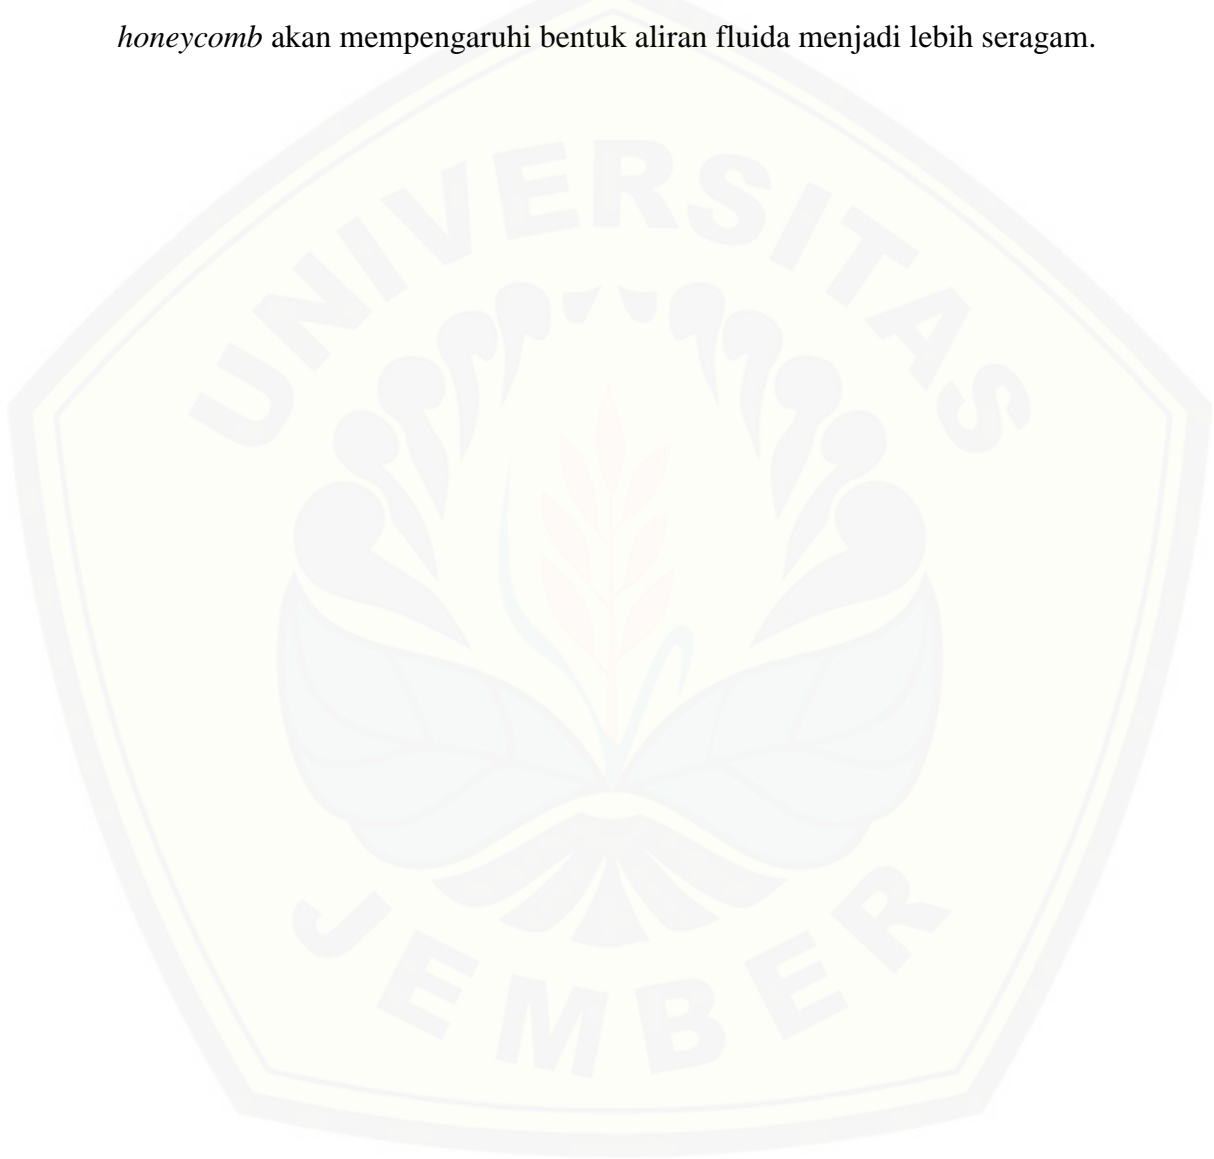 honeycomb akan mempengaruhi bentuk aliran fluida menjadi lebih seragam.
UNIVERSITAS
JEMBER